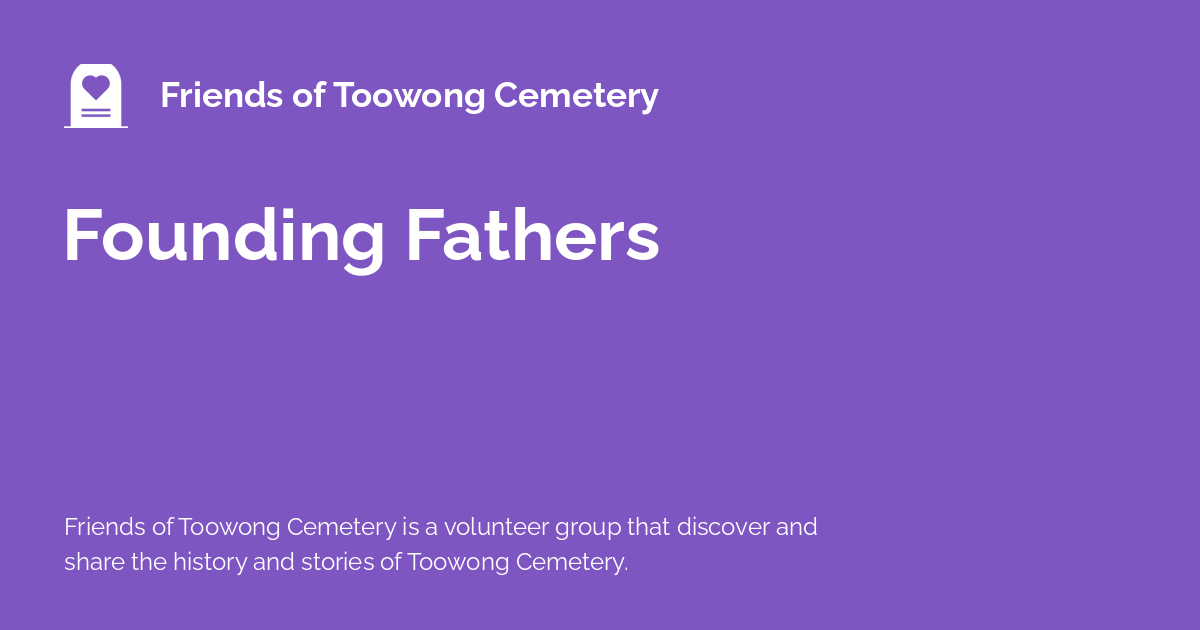 Friends of Toowong Cemetery
Founding Fathers
Friends of Toowong Cemetery is a volunteer group that discover and
share the history and stories of Toowong Cemetery.